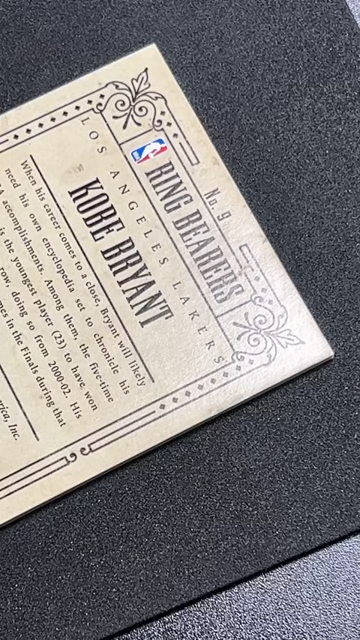 No. 9
RING BEARERS
LOS ANGELES LAKERS
KOBE BRYANT
When his career comes to a close, Bryant will likely
need his own encyclopedia set to chronicle his
accomplishments. Among them, the five-time
is the youngest player (23) to have won
row, doing so from 2000-02. His
in the Finals during that
Inc.